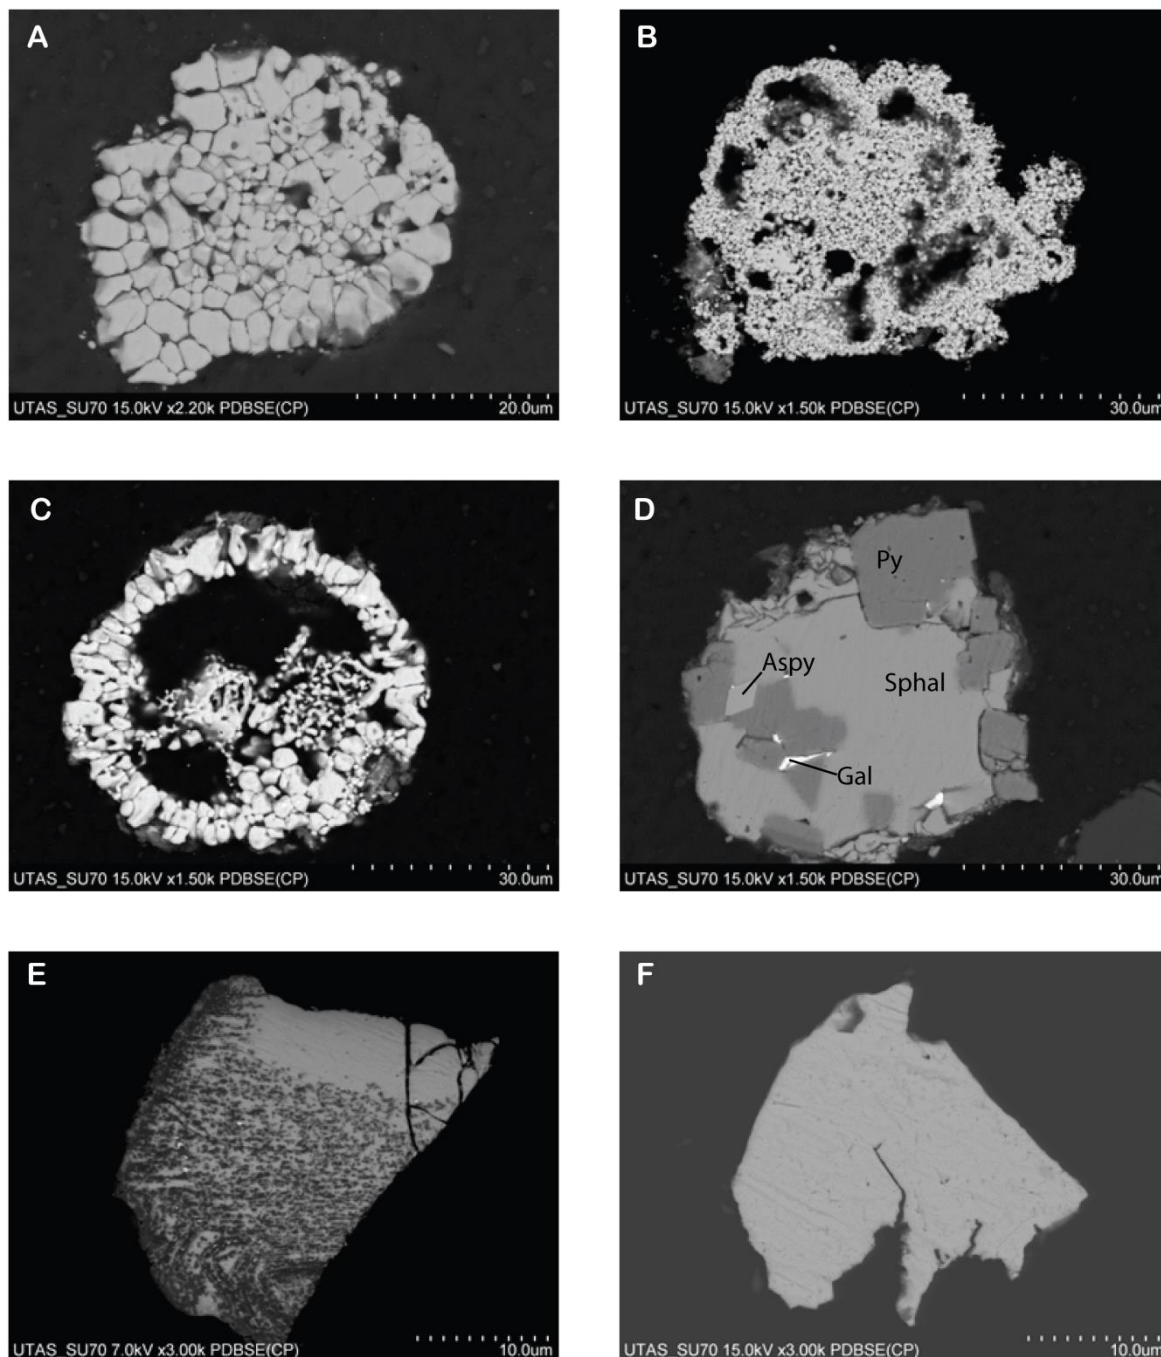 A
UTAS_SU70 15.0kV x2.20k PDBSE(CP)
20.0um
B
UTAS_SU70 15.0kV x1.50k PDBSE(CP)
30.0um
C
UTAS_SU70 15.0kV x1.50k PDBSE(CP)
30.0um
D
Py
Aspy
Sphal
Gal
UTAS_SU70 15.0kV x1.50k PDBSE(CP)
30.0um
E
UTAS_SU70 7.0kV x3.00k PDBSE(CP)
10.0um
F
UTAS_SU70 15.0kV x3.00k PDBSE(CP)
10.0um